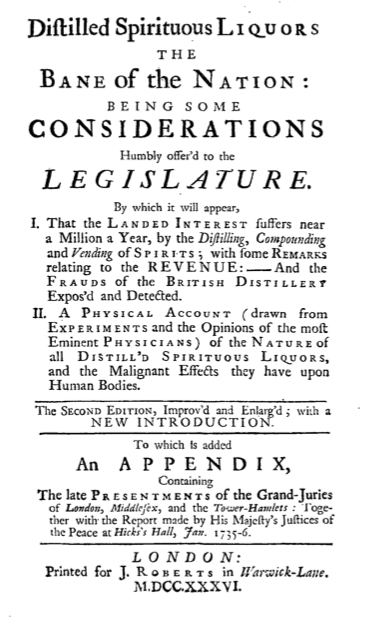 Diſtilled Spirituous LIQUORS
THE
BANE of the NATION:
BEING SOME
CONSIDERATIONS
Humbly offer'd to the
LEGISLATURE.
By which it will appear,
I. That the LANDED INTEREST ſuffers near
a Million a Year, by the Diſtilling, Compounding
and Vending of SPIRITS; with ſome REMARKS
relating to the REVENUE:——And the
FRAUDS of the BRITISH DISTILLERY
Expos'd and Detected.
II. A PHYSICAL ACCOUNT (drawn from
EXPERIMENTS and the Opinions of the moſt
Eminent PHYSICIANS) of the NATURE of
all DISTILL'D SPIRITUOUS LIQUORS,
and the Malignant Effects they have upon
Human Bodies.
The SECOND EDITION, Improv'd and Enlarg'd; with a
NEW INTRODUCTION.
To which is added
An APPENDIX,
Containing
The late PRESENTMENTS of the Grand-Juries
of London, Middleſex, and the Tower-Hamlets: Toge-
ther with the Report made by His Majeſty's Juſtices of
the Peace at Hicks's Hall, Jan. 1735-6.
LONDON:
Printed for J. ROBERTS in Warwick-Lane.
M.DCC.XXXVI.